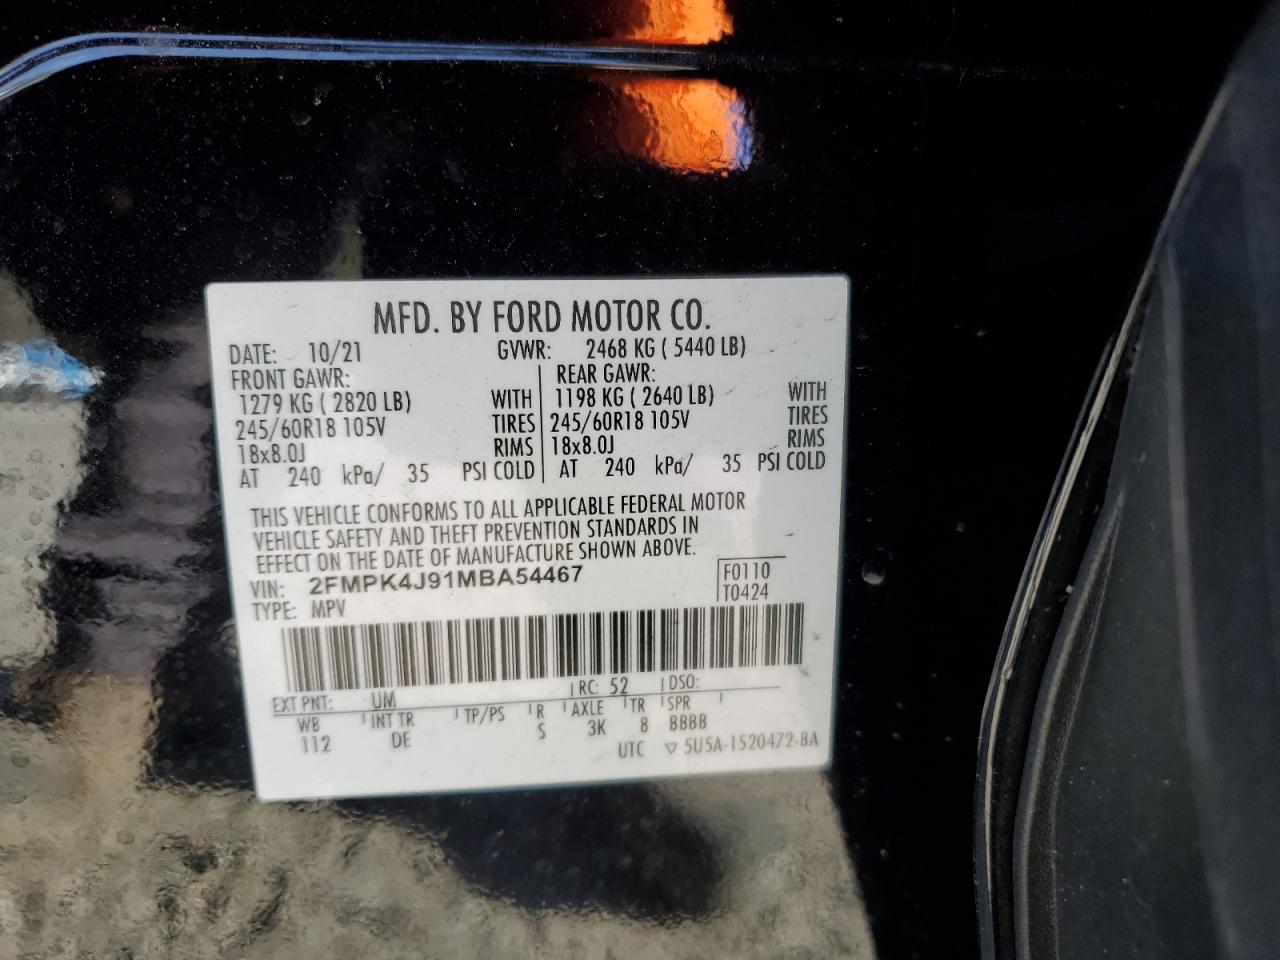 MFD. BY FORD MOTOR CO.
DATE: 10/21 GVWR: 2468 KG ( 5440 LB)
FRONT GAWR: REAR GAWR:
1279 KG ( 2820 LB) WITH 1198 KG ( 2640 LB) WITH
245/60R18 105V TIRES 245/60R18 105V TIRES
18x8.0J RIMS 18x8.0J RIMS
AT 240 kPa/ 35 PSI COLD AT 240 kPa/ 35 PSI COLD
THIS VEHICLE CONFORMS TO ALL APPLICABLE FEDERAL MOTOR
VEHICLE SAFETY AND THEFT PREVENTION STANDARDS IN
EFFECT ON THE DATE OF MANUFACTURE SHOWN ABOVE.
VIN: 2FMPK4J91MBA54467 F0110
TYPE: MPV T0424
EXT PNT: UM RC: 52 DSO:
WB INT TR TP/PS R AXLE TR SPR
112 DE S 3K 8 BBBB
UTC ▽ 5U5A-1520472-BA